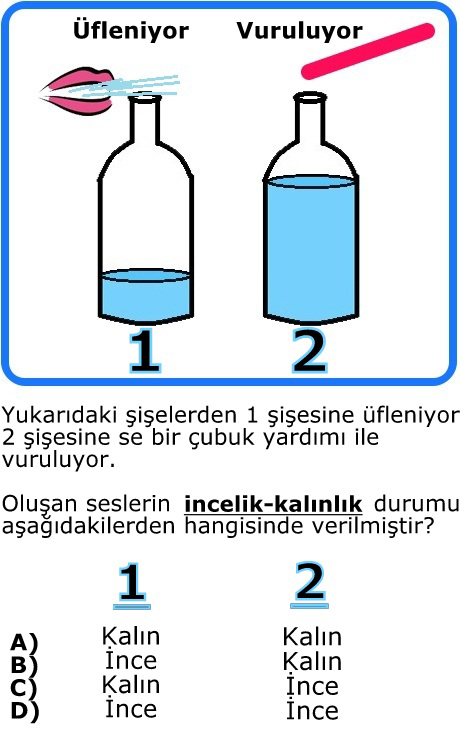 Üfleniyor Vuruluyor
1 2
Yukarıdaki şişelerden 1 şişesine üfleniyor
2 şişesine se bir çubuk yardımı ile
vuruluyor.
Oluşan seslerin incelik-kalınlık durumu
aşağıdakilerden hangisinde verilmiştir?
1 2
A) Kalın Kalın
B) İnce Kalın
C) Kalın İnce
D) İnce İnce